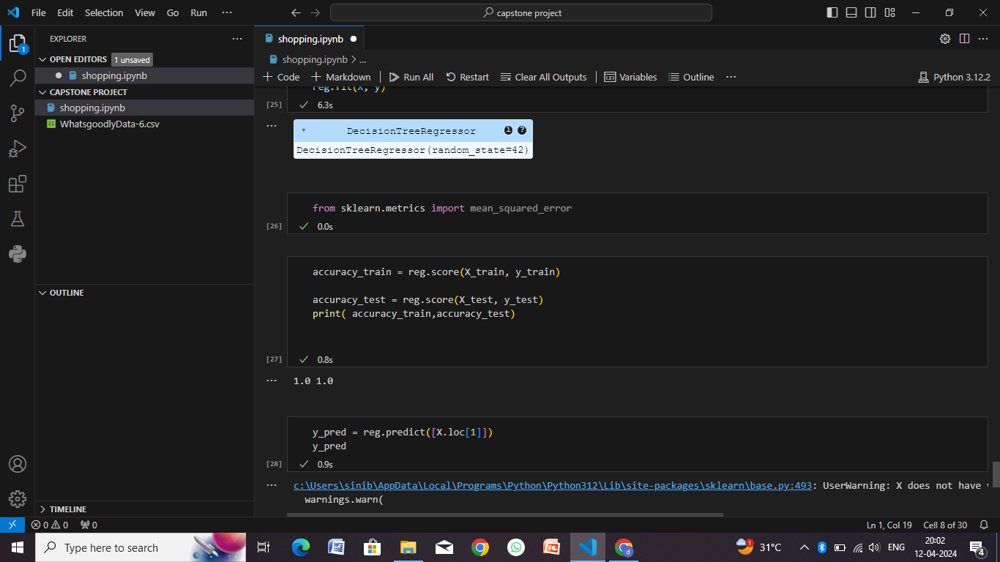 File Edit Selection View Go Run ···
capstone project
EXPLORER ···
OPEN EDITORS 1 unsaved
shopping.ipynb
CAPSTONE PROJECT
shopping.ipynb
WhatsgoodlyData-6.csv
OUTLINE
TIMELINE
1
shopping.ipynb
shopping.ipynb > ...
+ Code + Markdown Run All Restart Clear All Outputs Variables Outline ··· Python 3.12.2
reg.fit(X, y)
[25] 6.3s
DecisionTreeRegressor i ?
DecisionTreeRegressor(random_state=42)
from sklearn.metrics import mean_squared_error
[26] 0.0s
accuracy_train = reg.score(X_train, y_train)
accuracy_test = reg.score(X_test, y_test)
print( accuracy_train,accuracy_test)
[27] 0.8s
1.0 1.0
y_pred = reg.predict([X.loc[1]])
y_pred
[28] 0.9s
c:\Users\sinib\AppData\Local\Programs\Python\Python312\Lib\site-packages\sklearn\base.py:493: UserWarning: X does not have
warnings.warn(
0 0 0 Ln 1, Col 19 Cell 8 of 30
Type here to search
1 31°C ENG
20:02
12-04-2024
4